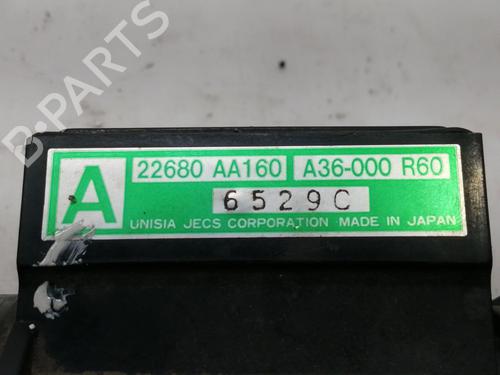 B-PARTS
A
22680 AA160 A36-000 R60
6529C
UNISIA JECS CORPORATION MADE IN JAPAN